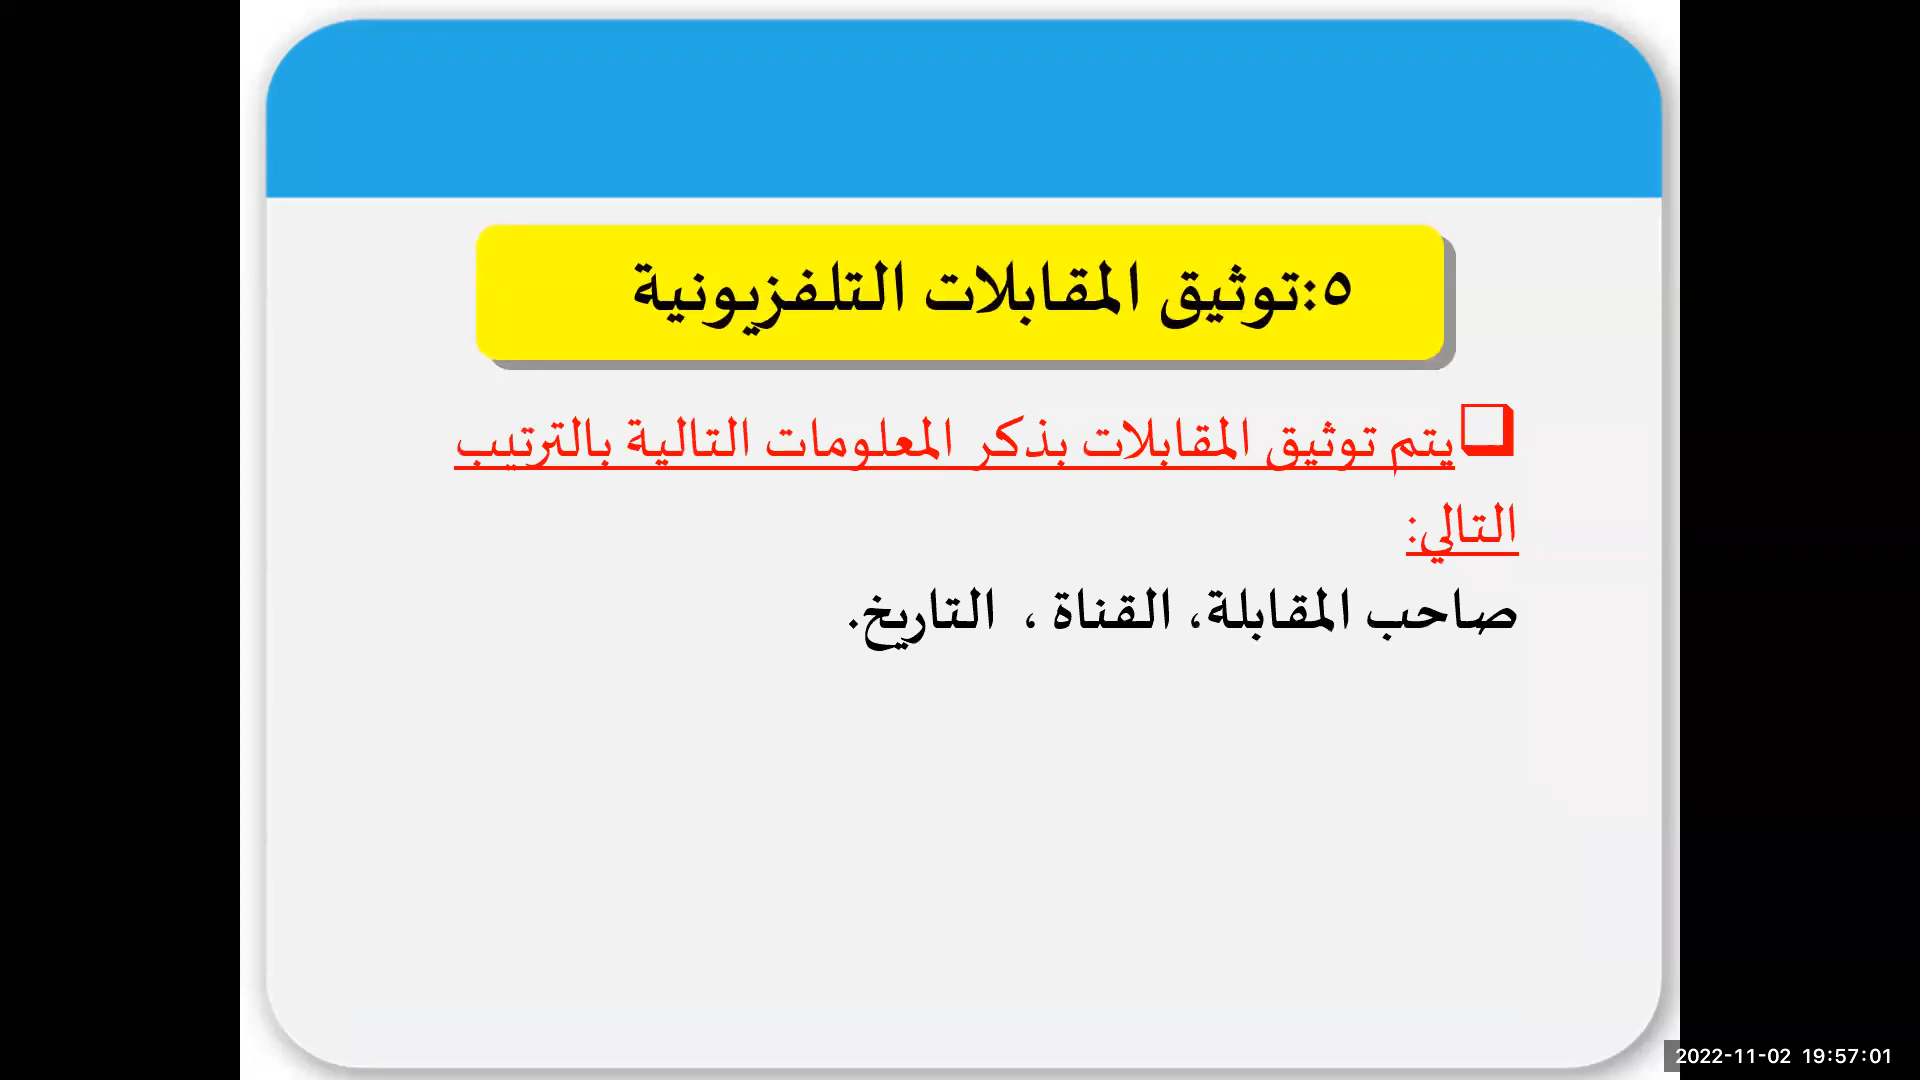 ٥:توثيق المقابلات التلفزيونية
يتم توثيق المقابلات بذكر المعلومات التالية بالترتيب
التالي:
صاحب المقابلة، القناة ، التاريخ.
2022-11-02 19:57:01